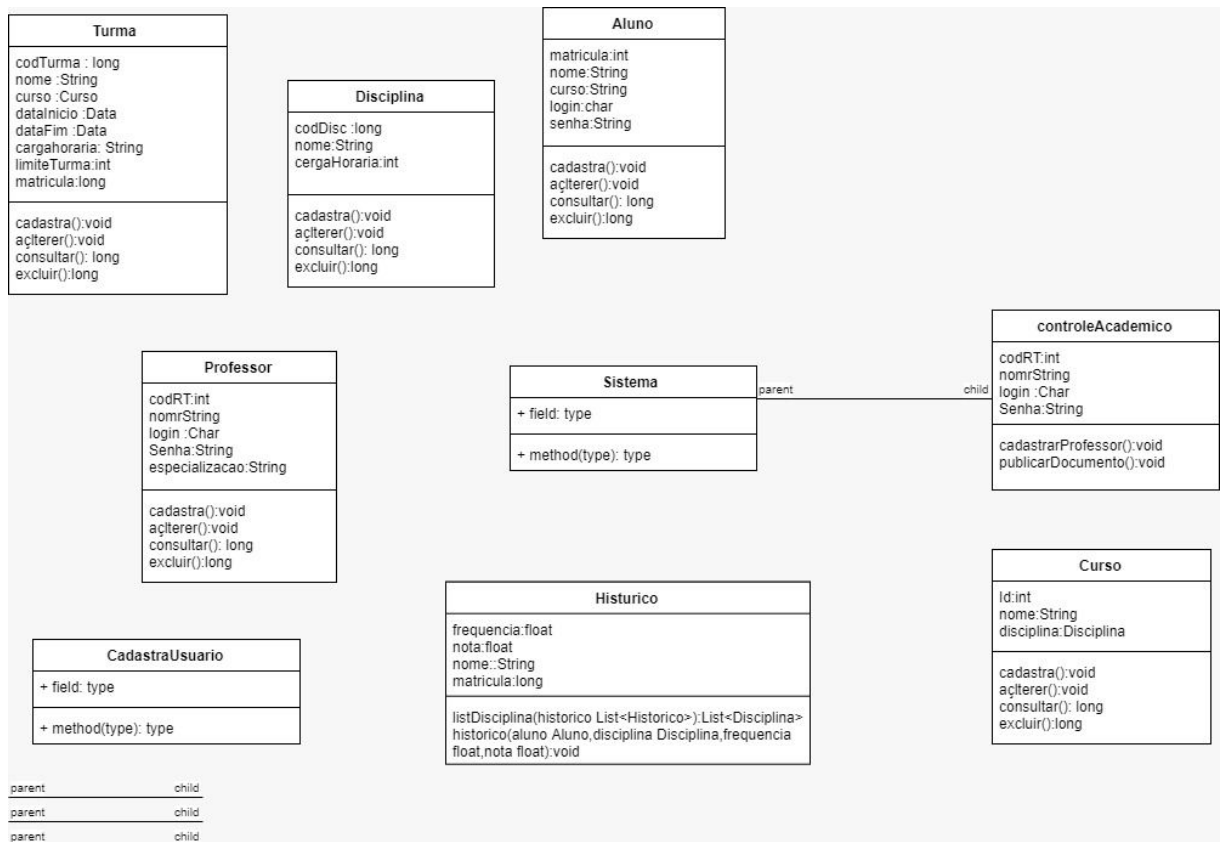 Turma
codTurma : long
nome :String
curso :Curso
dataInicio :Data
dataFim :Data
cargahoraria: String
limiteTurma:int
matricula:long
cadastra():void
açlterer():void
consultar(): long
excluir():long
Disciplina
codDisc :long
nome:String
cergaHoraria:int
cadastra():void
açlterer():void
consultar(): long
excluir():long
Aluno
matricula:int
nome:String
curso:String
login:char
senha:String
cadastra():void
açlterer():void
consultar(): long
excluir():long
Professor
codRT:int
nomrString
login :Char
Senha:String
especializacao:String
cadastra():void
açlterer():void
consultar(): long
excluir():long
Sistema
+ field: type
+ method(type): type
parent
child
controleAcademico
codRT:int
nomrString
login :Char
Senha:String
cadastrarProfessor():void
publicarDocumento():void
CadastraUsuario
+ field: type
+ method(type): type
Histurico
frequencia:float
nota:float
nome::String
matricula:long
listDisciplina(historico List<Historico>):List<Disciplina>
historico(aluno Aluno,disciplina Disciplina,frequencia
float,nota float):void
Curso
Id:int
nome:String
disciplina:Disciplina
cadastra():void
açlterer():void
consultar(): long
excluir():long
parent child
parent child
parent child